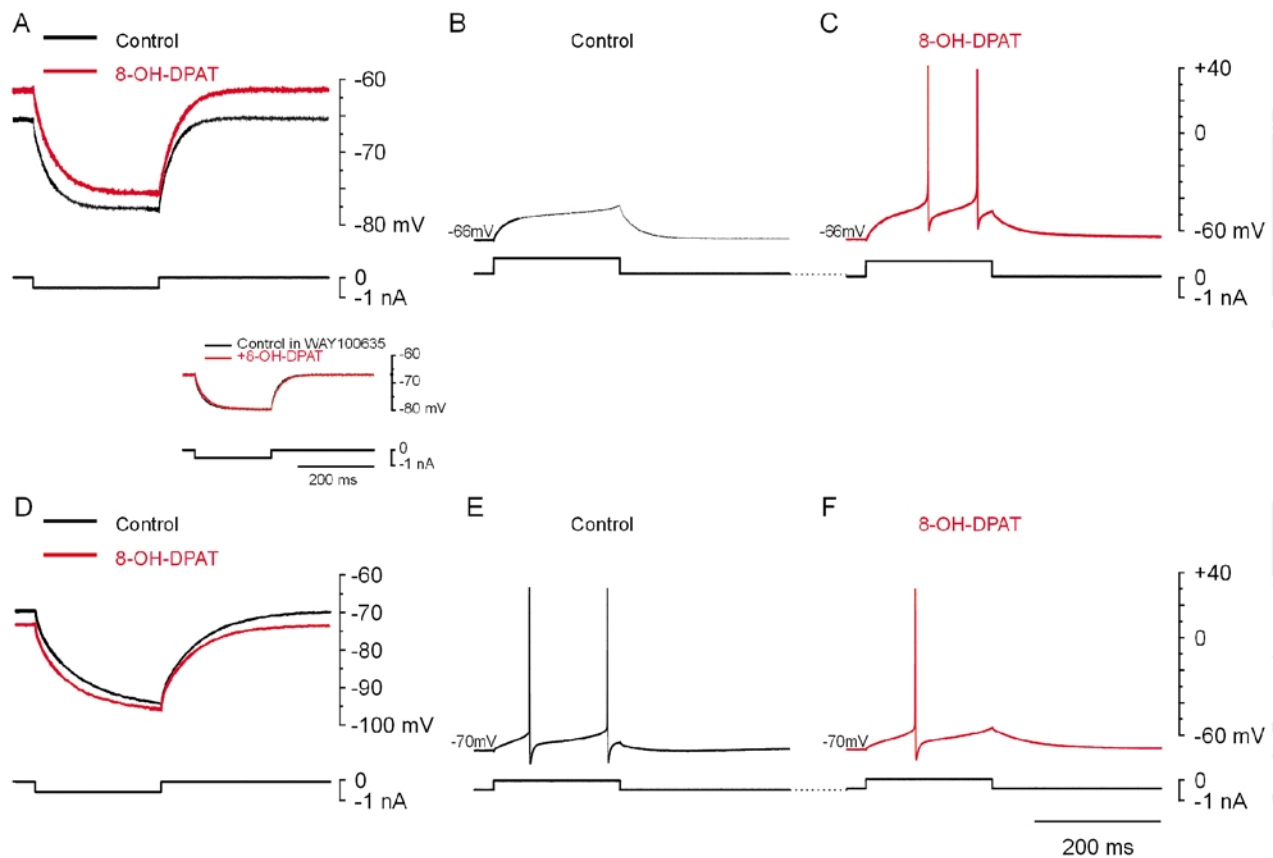 A
Control
8-OH-DPAT
-60
-70
-80 mV
0
-1 nA
B
Control
-66mV
C
8-OH-DPAT
-66mV
+40
0
-60 mV
0
-1 nA
Control in WAY100635
+8-OH-DPAT
-60
-70
-80 mV
0
-1 nA
200 ms
D
Control
8-OH-DPAT
-60
-70
-80
-90
-100 mV
0
-1 nA
E
Control
-70mV
F
8-OH-DPAT
-70mV
+40
0
-60 mV
0
-1 nA
200 ms